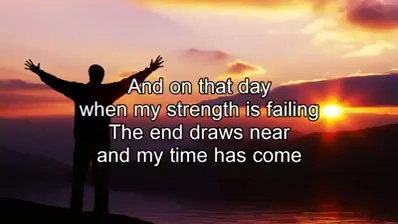 And on that day
when my strength is failing
The end draws near
and my time has come